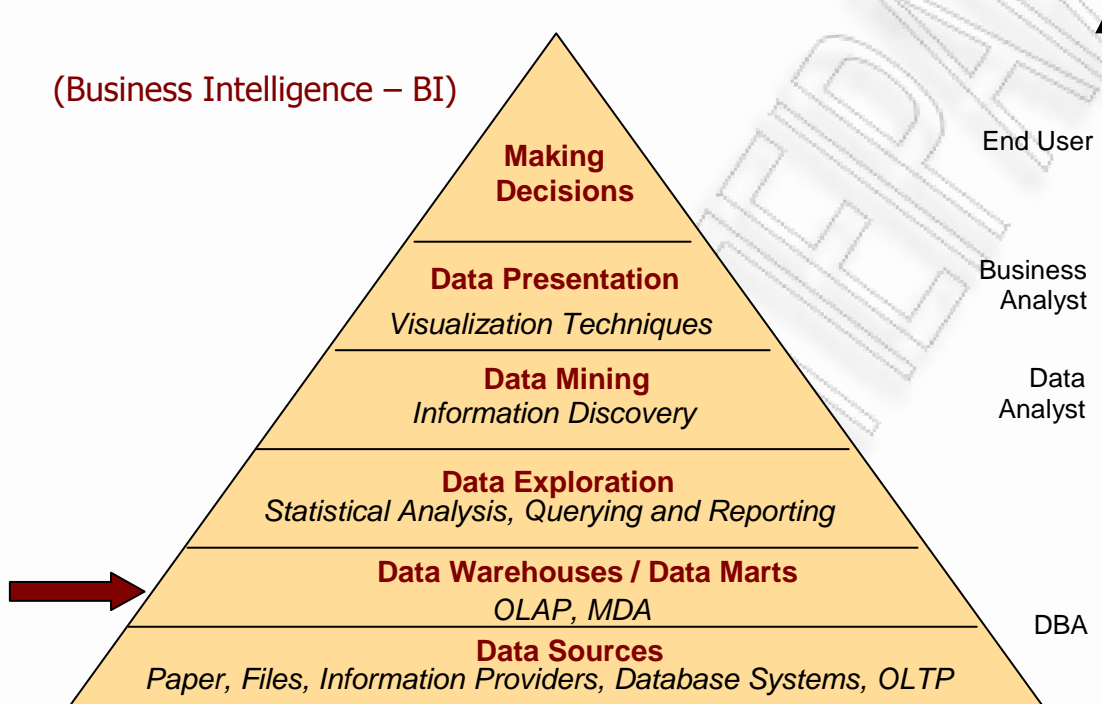 (Business Intelligence – BI)
End User
Making
Decisions
Business
Analyst
Data Presentation
Visualization Techniques
Data
Analyst
Data Mining
Information Discovery
Data Exploration
Statistical Analysis, Querying and Reporting
Data Warehouses / Data Marts
OLAP, MDA
DBA
Data Sources
Paper, Files, Information Providers, Database Systems, OLTP